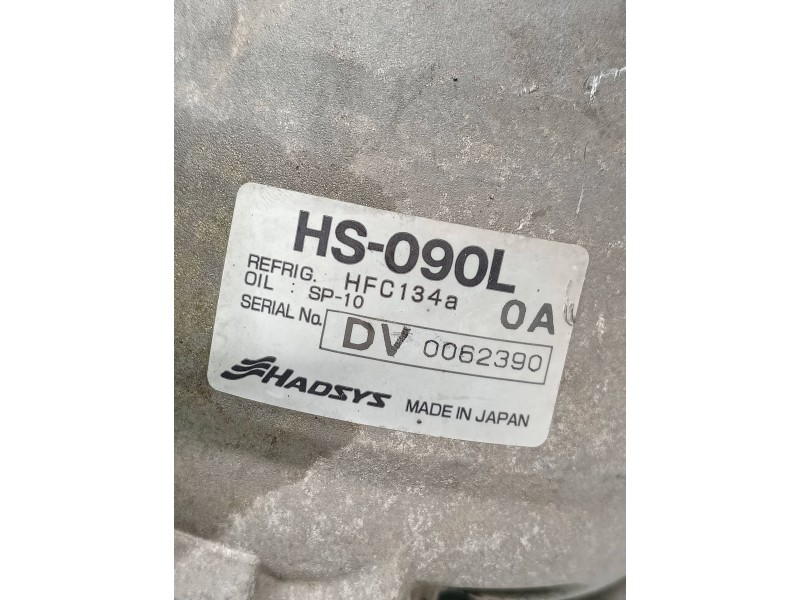 HS-090L
REFRIG. HFC134a
OIL : SP-10
0A
SERIAL No. DV 0062390
HADSYS MADE IN JAPAN